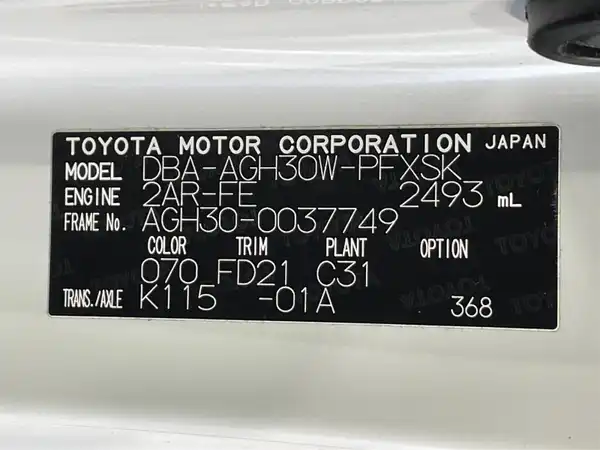 TOYOTA MOTOR CORPORATION JAPAN
MODEL DBA-AGH30W-PFXSK
ENGINE 2AR-FE 2493 mL
FRAME No. AGH30-0037749
COLOR TRIM PLANT OPTION
070 FD21 C31
TRANS./AXLE K115 -01A 368